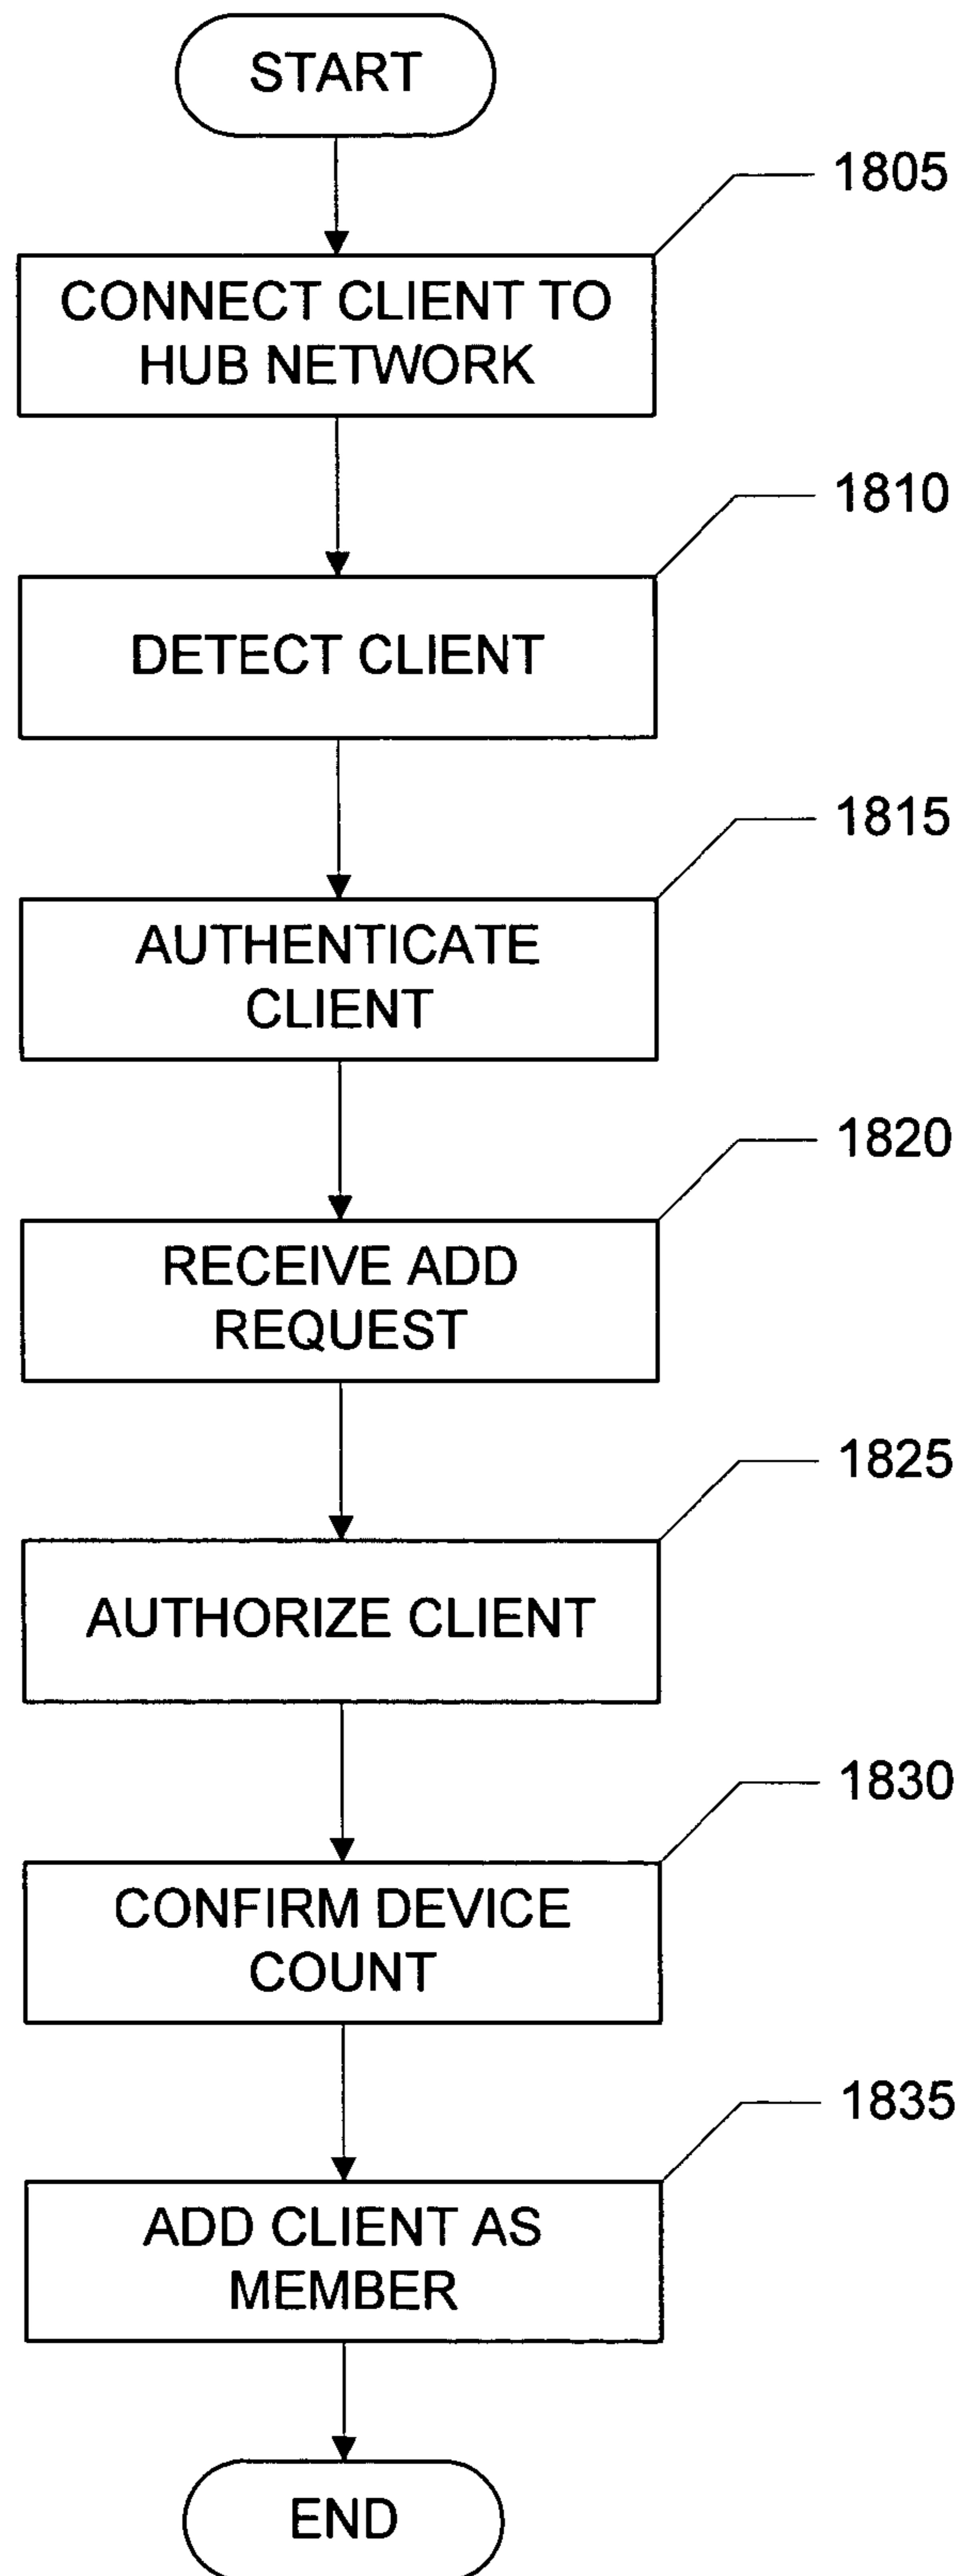 START
1805
CONNECT CLIENT TO
HUB NETWORK
1810
DETECT CLIENT
1815
AUTHENTICATE
CLIENT
1820
RECEIVE ADD
REQUEST
1825
AUTHORIZE CLIENT
1830
CONFIRM DEVICE
COUNT
1835
ADD CLIENT AS
MEMBER
END